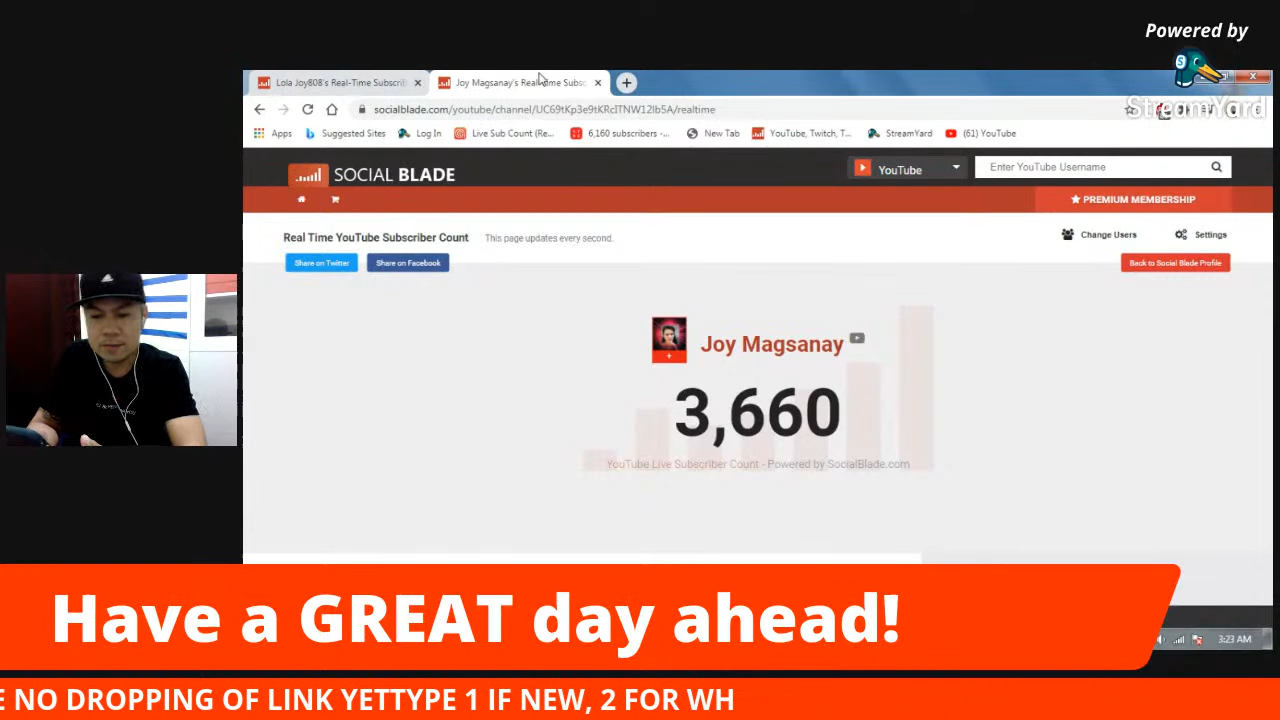 Powered by
StreamYard
Lola Joy808's Real-Time Subscrib
Joy Magsanay's Real-Time Subsc
socialblade.com/youtube/channel/UC69tKp3e9tKRclTNW12lb5A/realtime
Apps
Suggested Sites
Log In
Live Sub Count (Re...
6,160 subscribers -...
New Tab
YouTube, Twitch, T...
StreamYard
(61) YouTube
SOCIAL BLADE
YouTube
Enter YouTube Username
PREMIUM MEMBERSHIP
Real Time YouTube Subscriber Count
This page updates every second.
Change Users
Settings
Share on Twitter
Share on Facebook
Back to Social Blade Profile
Joy Magsanay
3,660
YouTube Live Subscriber Count - Powered by SocialBlade.com
Have a GREAT day ahead!
3:23 AM
E NO DROPPING OF LINK YETTYPE 1 IF NEW, 2 FOR WH